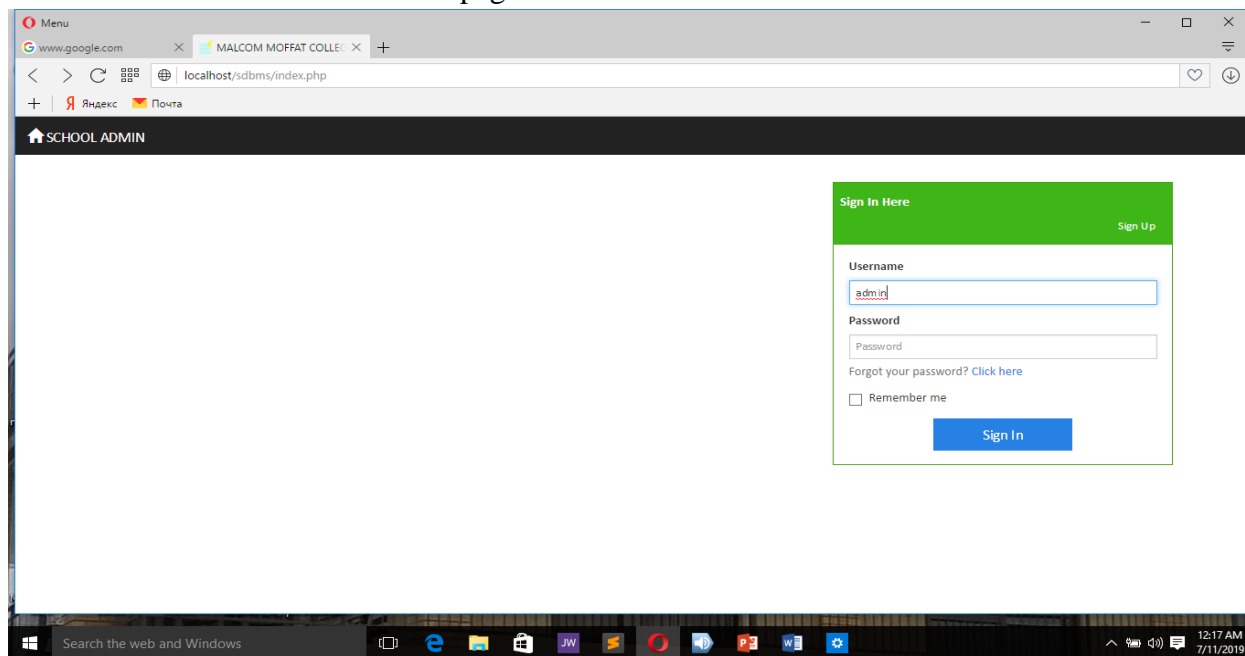 pag
Menu
www.google.com MALCOM MOFFAT COLLEC
localhost/sdbms/index.php
Яндекс Почта
SCHOOL ADMIN
Sign In Here
Sign Up
Username
admin
Password
Password
Forgot your password? Click here
Remember me
Sign In
Search the web and Windows
JW
12:17 AM
7/11/2019